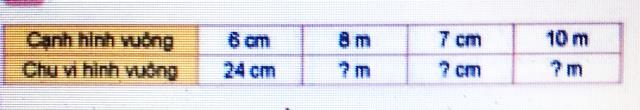 Cạnh hình vuông 6 cm 8 m 7 cm 10 m
Chu vi hình vuông 24 cm ? m ? cm ? m